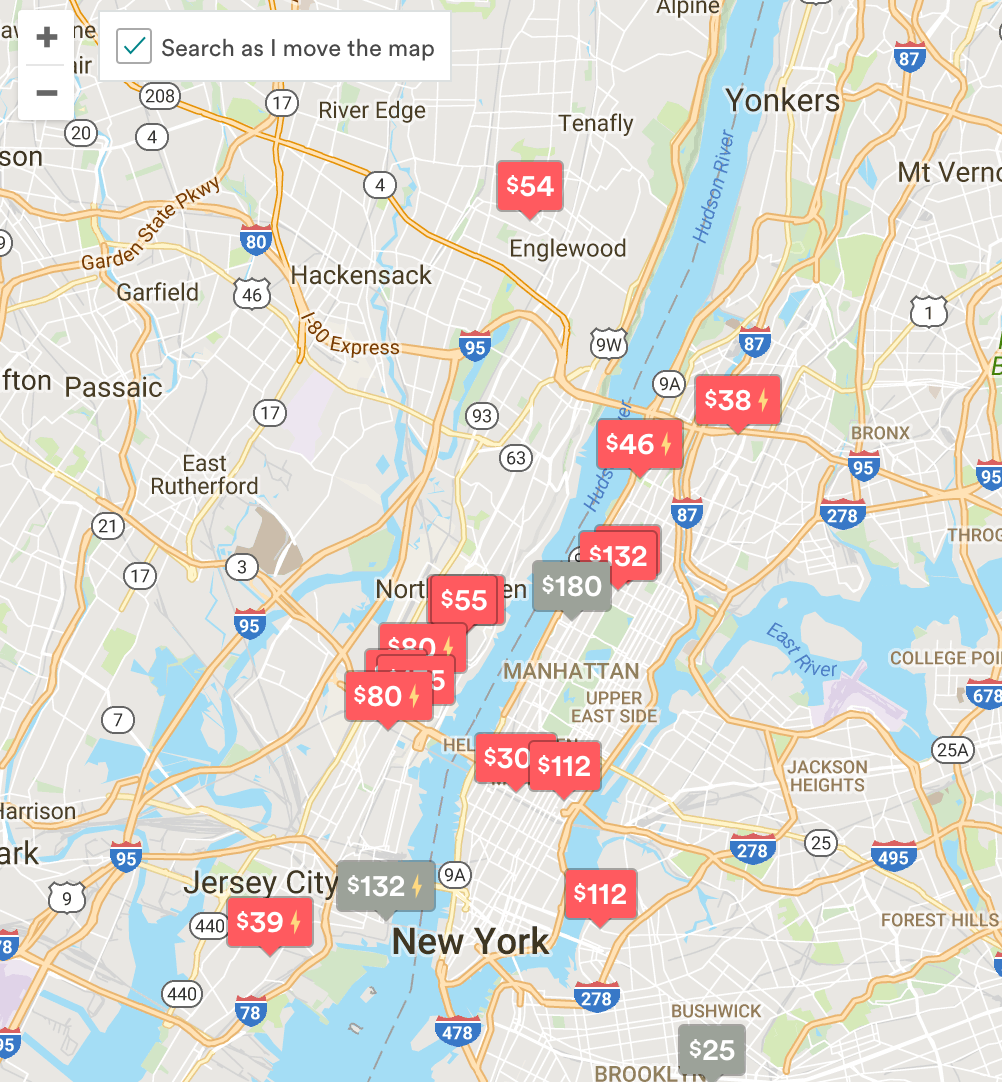 Alpine
ne
air
Search as I move the map
87
Yonkers
208
17
River Edge
Tenafly
20
4
son
Mt Verno
4
$54
Hudson River
Garden State Pkwy
80
9
Englewood
Hackensack
Garfield
46
1
I-80 Express
95
9W
87
fton
Passaic
9A
$38
17
93
$46
BRONX
63
95
95
East
Rutherford
87
278
21
THROG
3
17
$132
$180
North
en
$55
95
$80
East River
COLLEGE POI
MANHATTAN
5
UPPER
EAST SIDE
678
$80
7
HEL
EN
$30
$112
25A
JACKSON
HEIGHTS
Harrison
ark
95
278
25
495
Jersey City
$132
9A
9
$39
440
$112
FOREST HILLS
78
New York
440
78
278
BUSHWICK
478
95
$25
BROOKLYN